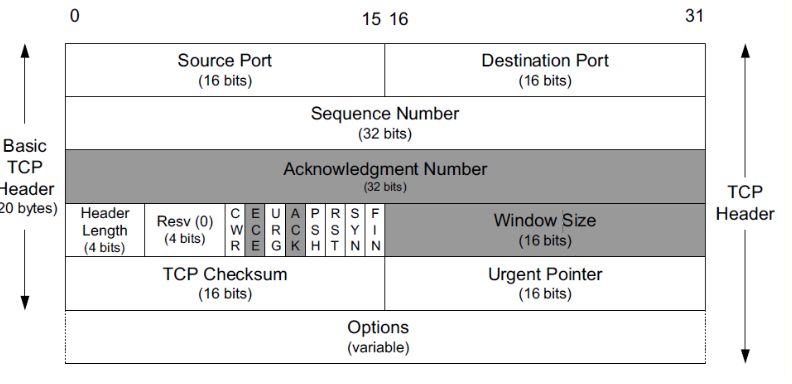 0 15 16 31
Source Port Destination Port
(16 bits) (16 bits)
Sequence Number
(32 bits)
Basic
TCP
Header
20 bytes)
Acknowledgment Number
(32 bits)
TCP
Header
Header
Length
(4 bits)
Resv (0)
(4 bits)
CWR
ECE
URG
ACK
PSH
RST
SYN
FIN
Window Size
(16 bits)
TCP Checksum Urgent Pointer
(16 bits) (16 bits)
Options
(variable)